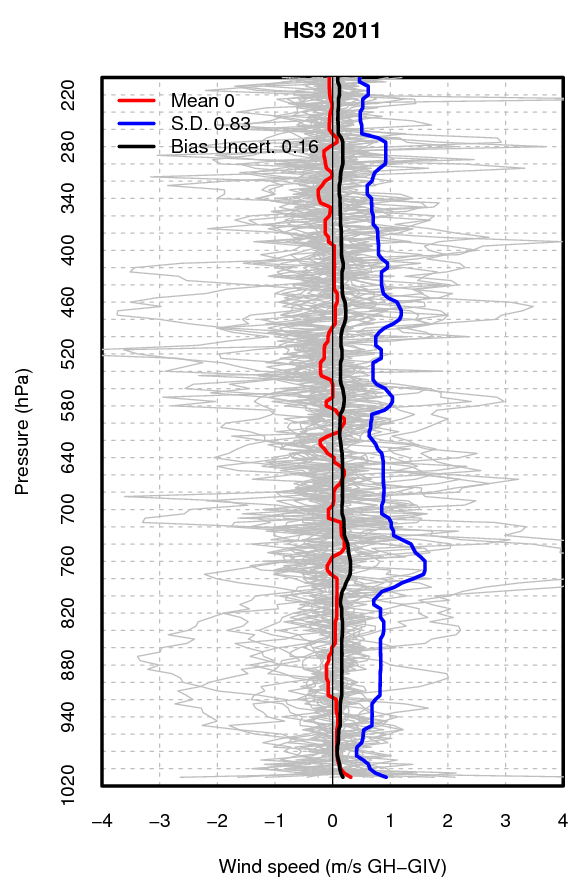 HS3 2011
Mean 0
S.D. 0.83
Bias Uncert. 0.16
220
280
340
400
460
520
580
640
700
760
820
880
940
1020
Pressure (hPa)
−4 −3 −2 −1 0 1 2 3 4
Wind speed (m/s GH−GIV)